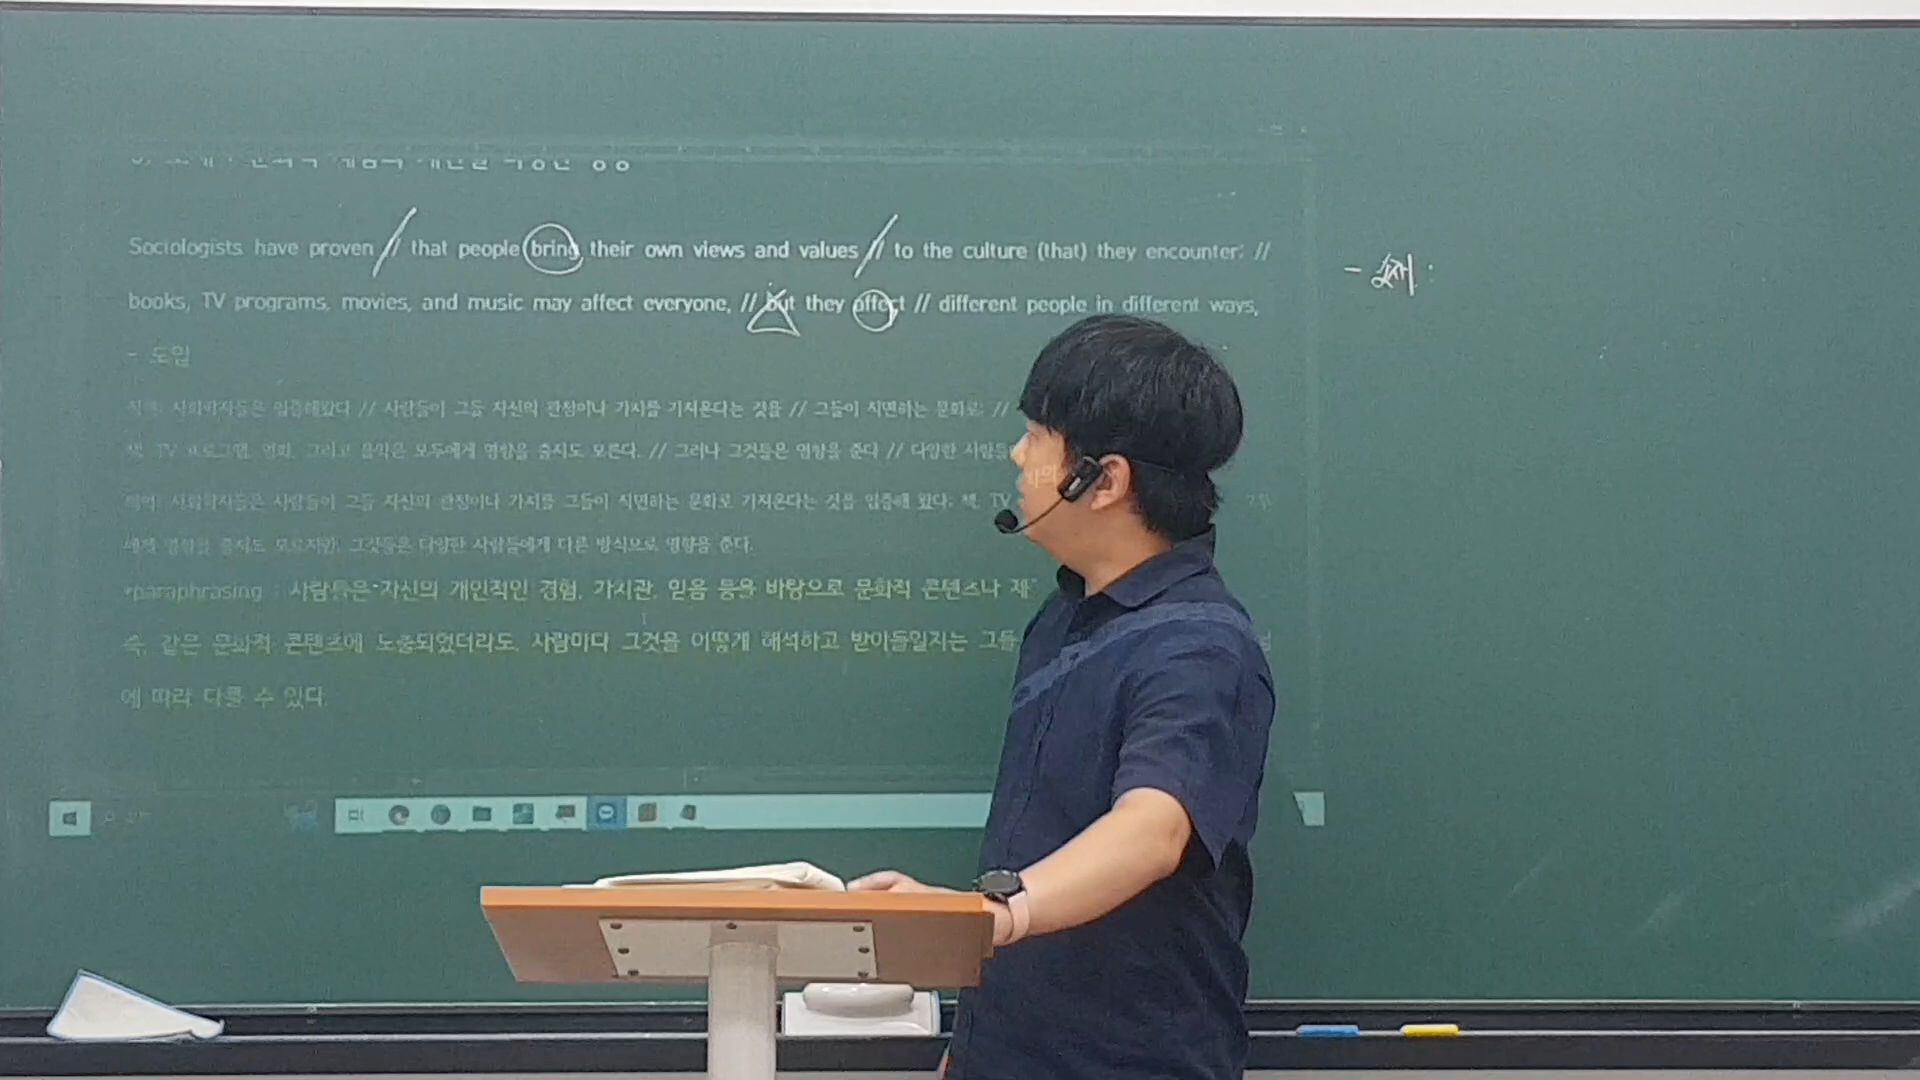 Sociologists have proven // that people bring their own views and values // to the culture (that) they encounter; //
books, TV programs, movies, and music may affect everyone, // but they affect // different people in different ways,
- 도입
직역: 사회학자들은 입증해왔다 // 사람들이 그들 자신의 관점이나 가치를 가져온다는 것을 // 그들이 직면하는 문화로; //
책, TV 프로그램, 영화, 그리고 음악은 모두에게 영향을 줄지도 모른다, // 그러나 그것들은 영향을 준다 // 다양한 사람들
의역: 사회학자들은 사람들이 그들 자신의 관점이나 가치를 그들이 직면하는 문화로 가져온다는 것을 입증해 왔다; 책, TV 모두
에게 영향을 줄지도 모르지만, 그것들은 다양한 사람들에게 다른 방식으로 영향을 준다.
*paraphrasing : 사람들은 자신의 개인적인 경험, 가치관, 믿음 등을 바탕으로 문화적 콘텐츠나 제
즉, 같은 문화적 콘텐츠에 노출되었더라도, 사람마다 그것을 어떻게 해석하고 받아들일지는 그들
에 따라 다를 수 있다.
- 소재 :